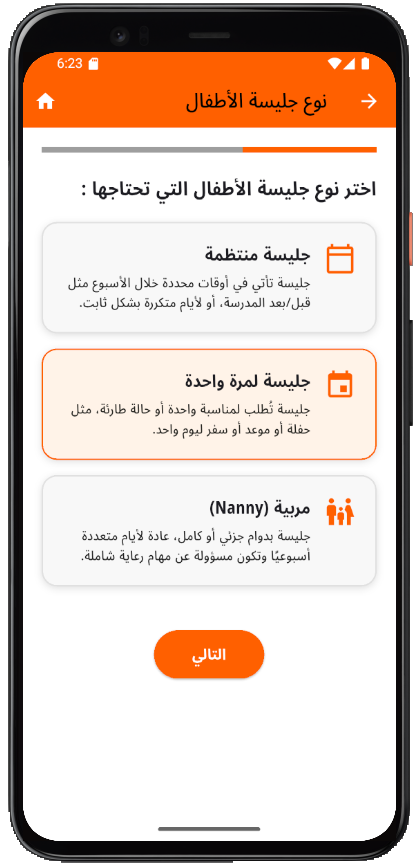 6:23
نوع جليسة الأطفال
اختر نوع جليسة الأطفال التي تحتاجها :
جليسة منتظمة
جليسة تأتي في أوقات محددة خلال الأسبوع مثل
قبل/بعد المدرسة، أو لأيام متكررة بشكل ثابت.
جليسة لمرة واحدة
جليسة تُطلب لمناسبة واحدة أو حالة طارئة، مثل
حفلة أو موعد أو سفر ليوم واحد.
مربية (Nanny)
جليسة بدوام جزئي أو كامل، عادة لأيام متعددة
أسبوعيًا وتكون مسؤولة عن مهام رعاية شاملة.
التالي